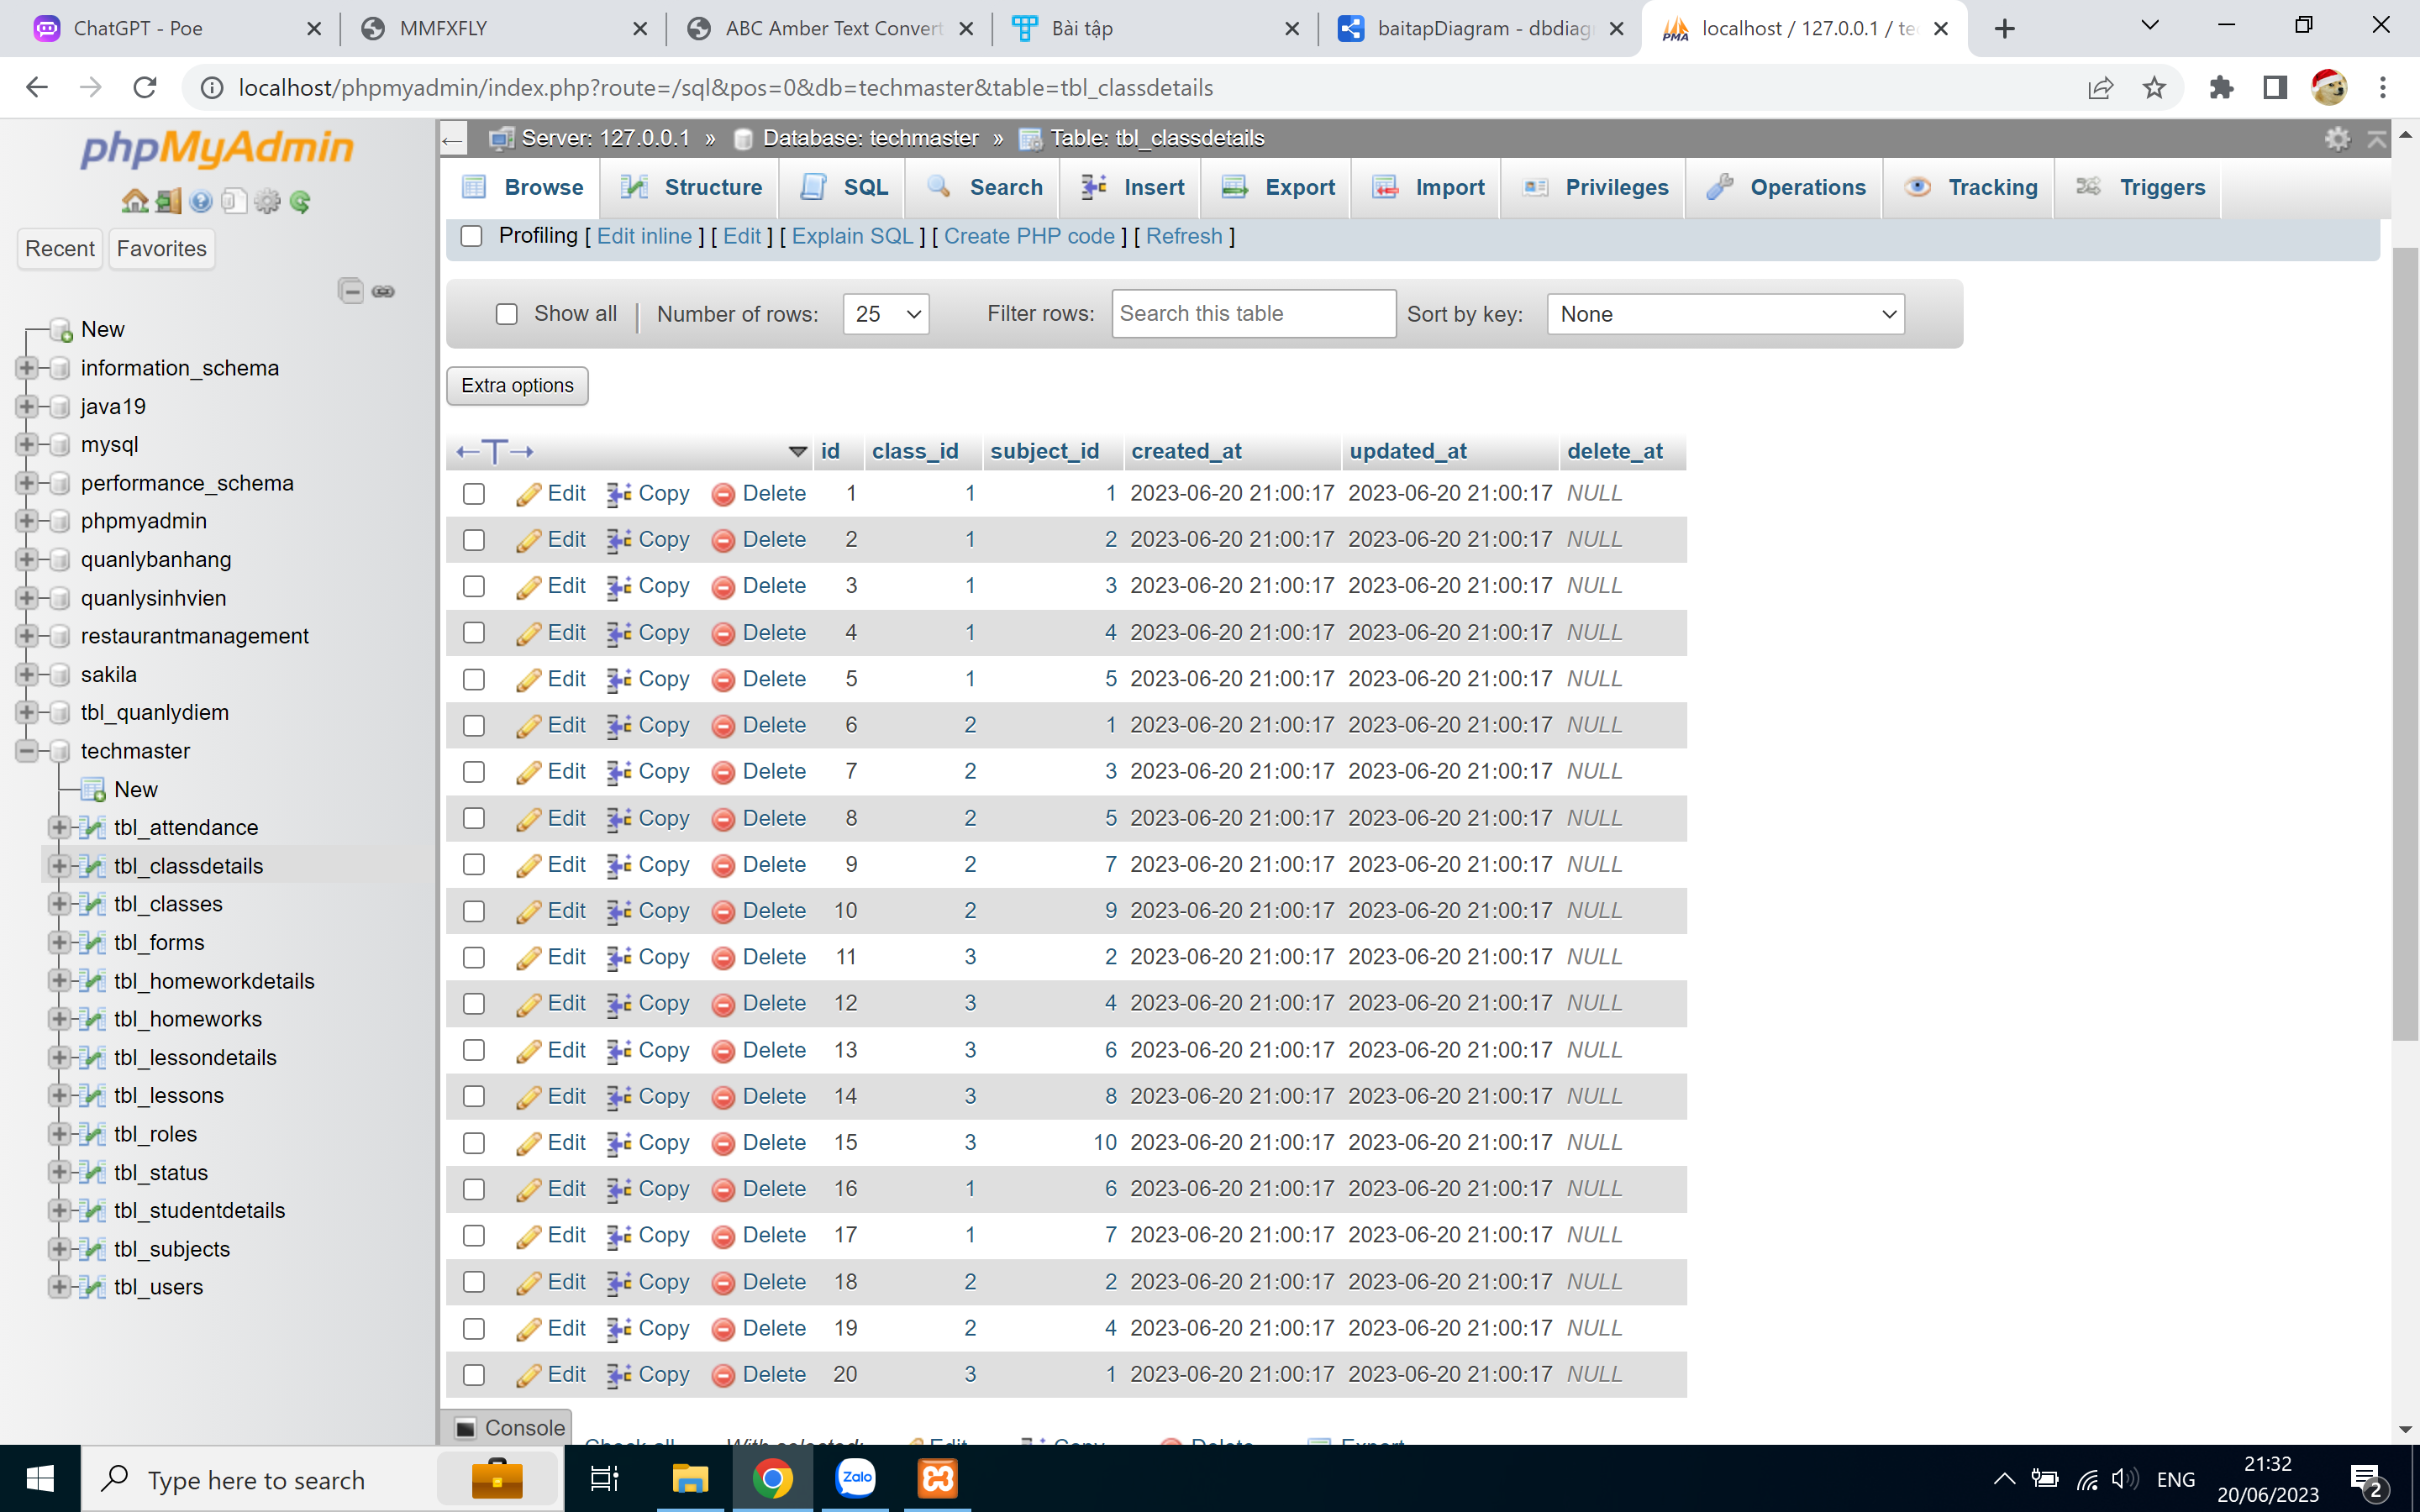 ChatGPT - Poe
MMFXFLY
ABC Amber Text Convert
Bài tập
baitapDiagram - dbdiagr
localhost / 127.0.0.1 / te
localhost/phpmyadmin/index.php?route=/sql&pos=0&db=techmaster&table=tbl_classdetails
phpMyAdmin
Recent Favorites
New
information_schema
java19
mysql
performance_schema
phpmyadmin
quanlybanhang
quanlysinhvien
restaurantmanagement
sakila
tbl_quanlydiem
techmaster
New
tbl_attendance
tbl_classdetails
tbl_classes
tbl_forms
tbl_homeworkdetails
tbl_homeworks
tbl_lessondetails
tbl_lessons
tbl_roles
tbl_status
tbl_studentdetails
tbl_subjects
tbl_users
Server: 127.0.0.1 » Database: techmaster » Table: tbl_classdetails
Browse Structure SQL Search Insert Export Import Privileges Operations Tracking Triggers
Profiling [ Edit inline ] [ Edit ] [ Explain SQL ] [ Create PHP code ] [ Refresh ]
Show all | Number of rows: 25 Filter rows: Search this table Sort by key: None
Extra options
id class_id subject_id created_at updated_at delete_at
Edit Copy Delete 1 1 1 2023-06-20 21:00:17 2023-06-20 21:00:17 NULL
Edit Copy Delete 2 1 2 2023-06-20 21:00:17 2023-06-20 21:00:17 NULL
Edit Copy Delete 3 1 3 2023-06-20 21:00:17 2023-06-20 21:00:17 NULL
Edit Copy Delete 4 1 4 2023-06-20 21:00:17 2023-06-20 21:00:17 NULL
Edit Copy Delete 5 1 5 2023-06-20 21:00:17 2023-06-20 21:00:17 NULL
Edit Copy Delete 6 2 1 2023-06-20 21:00:17 2023-06-20 21:00:17 NULL
Edit Copy Delete 7 2 3 2023-06-20 21:00:17 2023-06-20 21:00:17 NULL
Edit Copy Delete 8 2 5 2023-06-20 21:00:17 2023-06-20 21:00:17 NULL
Edit Copy Delete 9 2 7 2023-06-20 21:00:17 2023-06-20 21:00:17 NULL
Edit Copy Delete 10 2 9 2023-06-20 21:00:17 2023-06-20 21:00:17 NULL
Edit Copy Delete 11 3 2 2023-06-20 21:00:17 2023-06-20 21:00:17 NULL
Edit Copy Delete 12 3 4 2023-06-20 21:00:17 2023-06-20 21:00:17 NULL
Edit Copy Delete 13 3 6 2023-06-20 21:00:17 2023-06-20 21:00:17 NULL
Edit Copy Delete 14 3 8 2023-06-20 21:00:17 2023-06-20 21:00:17 NULL
Edit Copy Delete 15 3 10 2023-06-20 21:00:17 2023-06-20 21:00:17 NULL
Edit Copy Delete 16 1 6 2023-06-20 21:00:17 2023-06-20 21:00:17 NULL
Edit Copy Delete 17 1 7 2023-06-20 21:00:17 2023-06-20 21:00:17 NULL
Edit Copy Delete 18 2 2 2023-06-20 21:00:17 2023-06-20 21:00:17 NULL
Edit Copy Delete 19 2 4 2023-06-20 21:00:17 2023-06-20 21:00:17 NULL
Edit Copy Delete 20 3 1 2023-06-20 21:00:17 2023-06-20 21:00:17 NULL
Console
Check all With selected: Edit Copy Delete Export
Type here to search
Zalo
ENG
21:32
20/06/2023
2